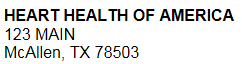 HEART HEALTH OF AMERICA
123 MAIN
McAllen, TX 78503